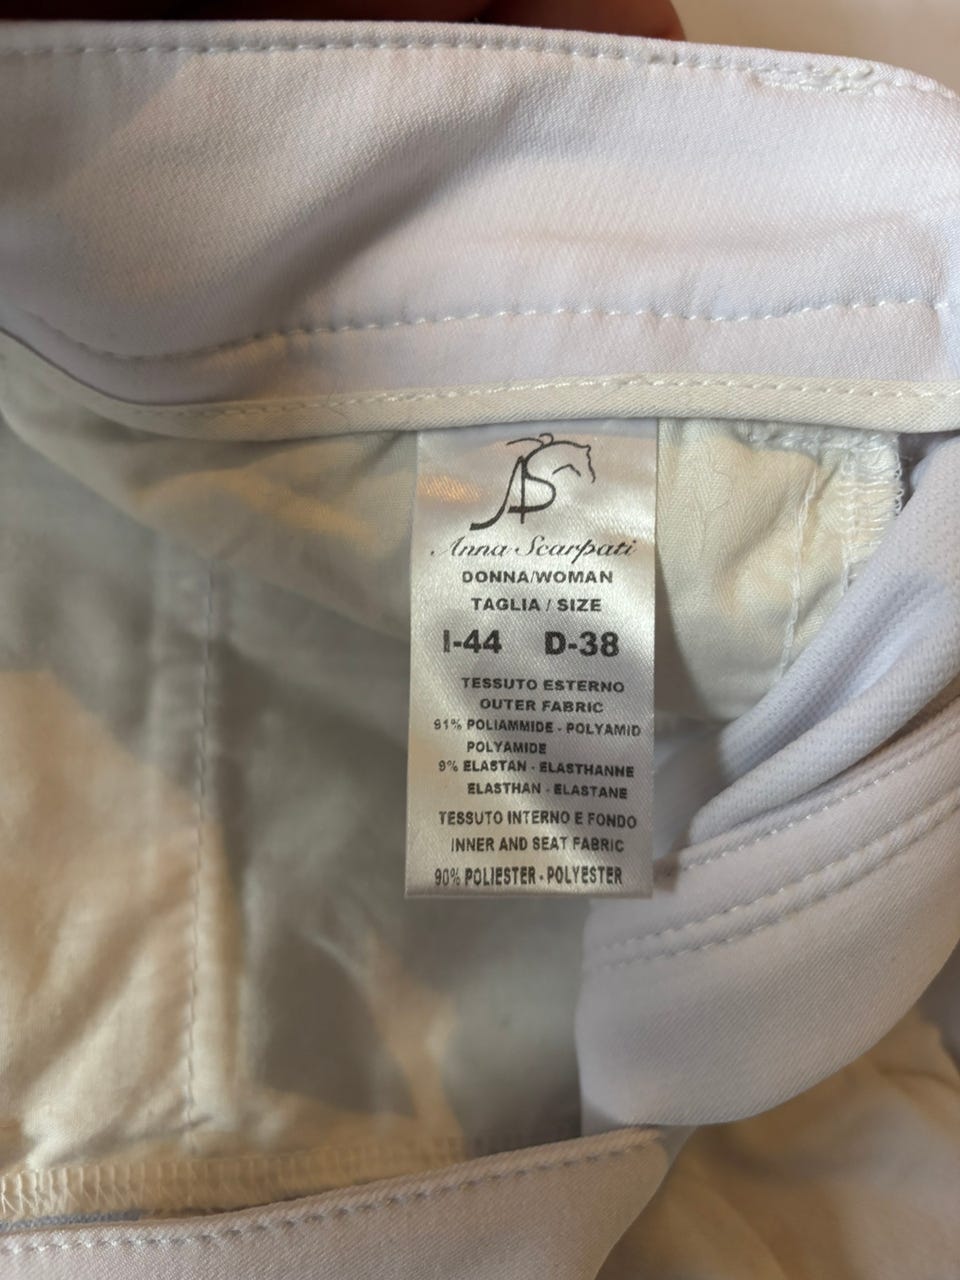 AS
Anna Scarpati
DONNA/WOMAN
TAGLIA / SIZE
I-44 D-38
TESSUTO ESTERNO
OUTER FABRIC
91% POLIAMMIDE - POLYAMID
POLYAMIDE
9% ELASTAN - ELASTHANNE
ELASTHAN - ELASTANE
TESSUTO INTERNO E FONDO
INNER AND SEAT FABRIC
90% POLIESTER - POLYESTER